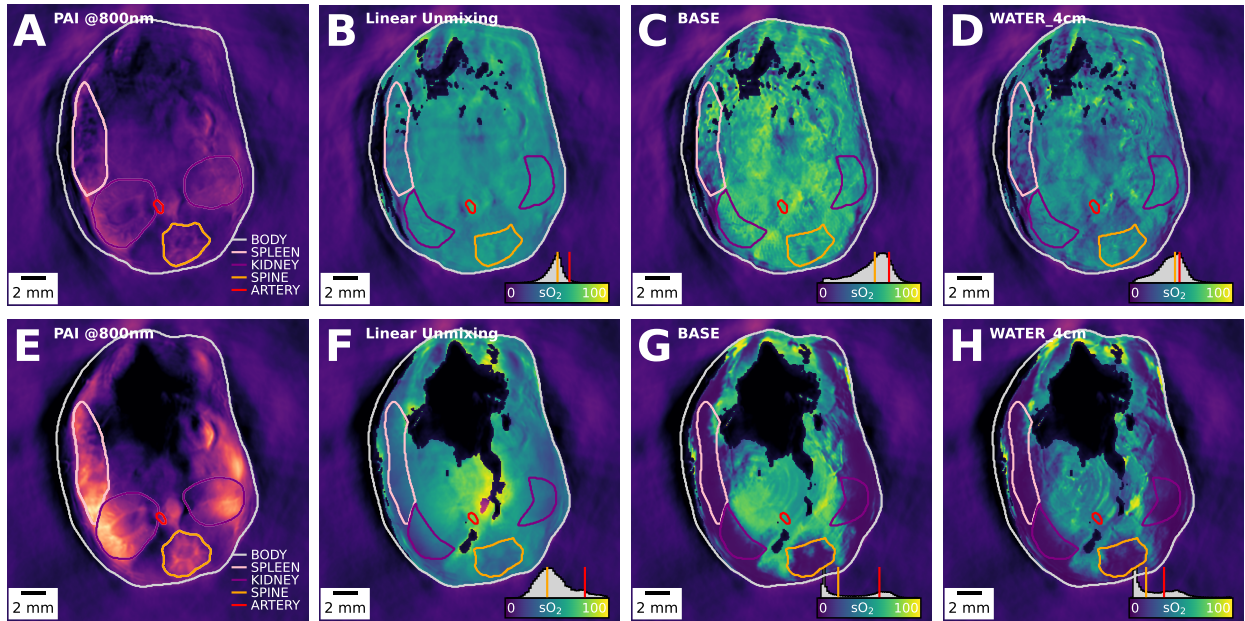 A PAI @800nm
BODY
SPLEEN
KIDNEY
SPINE
ARTERY
2 mm
B Linear Unmixing
2 mm
0 sO₂ 100
C BASE
2 mm
0 sO₂ 100
D WATER_4cm
2 mm
0 sO₂ 100
E PAI @800nm
BODY
SPLEEN
KIDNEY
SPINE
ARTERY
2 mm
F Linear Unmixing
2 mm
0 sO₂ 100
G BASE
2 mm
0 sO₂ 100
H WATER_4cm
2 mm
0 sO₂ 100